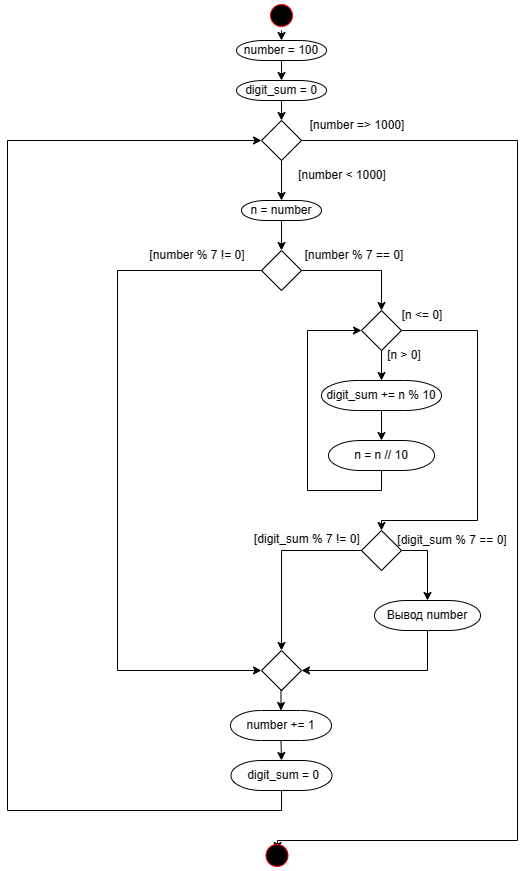 number = 100
digit_sum = 0
[number => 1000]
[number < 1000]
n = number
[number % 7 != 0]
[number % 7 == 0]
[n <= 0]
[n > 0]
digit_sum += n % 10
n = n // 10
[digit_sum % 7 != 0]
[digit_sum % 7 == 0]
Вывод number
number += 1
digit_sum = 0